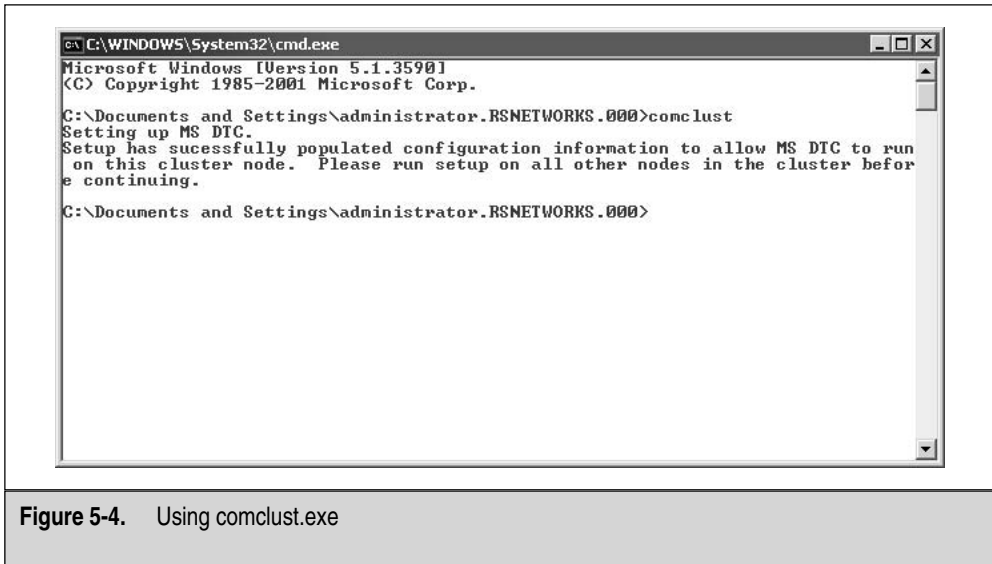 C:\WINDOWS\System32\cmd.exe
Microsoft Windows [Version 5.1.3590]
(C) Copyright 1985-2001 Microsoft Corp.
C:\Documents and Settings\administrator.RSNETWORKS.000>comclust
Setting up MS DTC.
Setup has sucessfully populated configuration information to allow MS DTC to run
on this cluster node.  Please run setup on all other nodes in the cluster befor
e continuing.
C:\Documents and Settings\administrator.RSNETWORKS.000>
Figure 5-4. Using comclust.exe